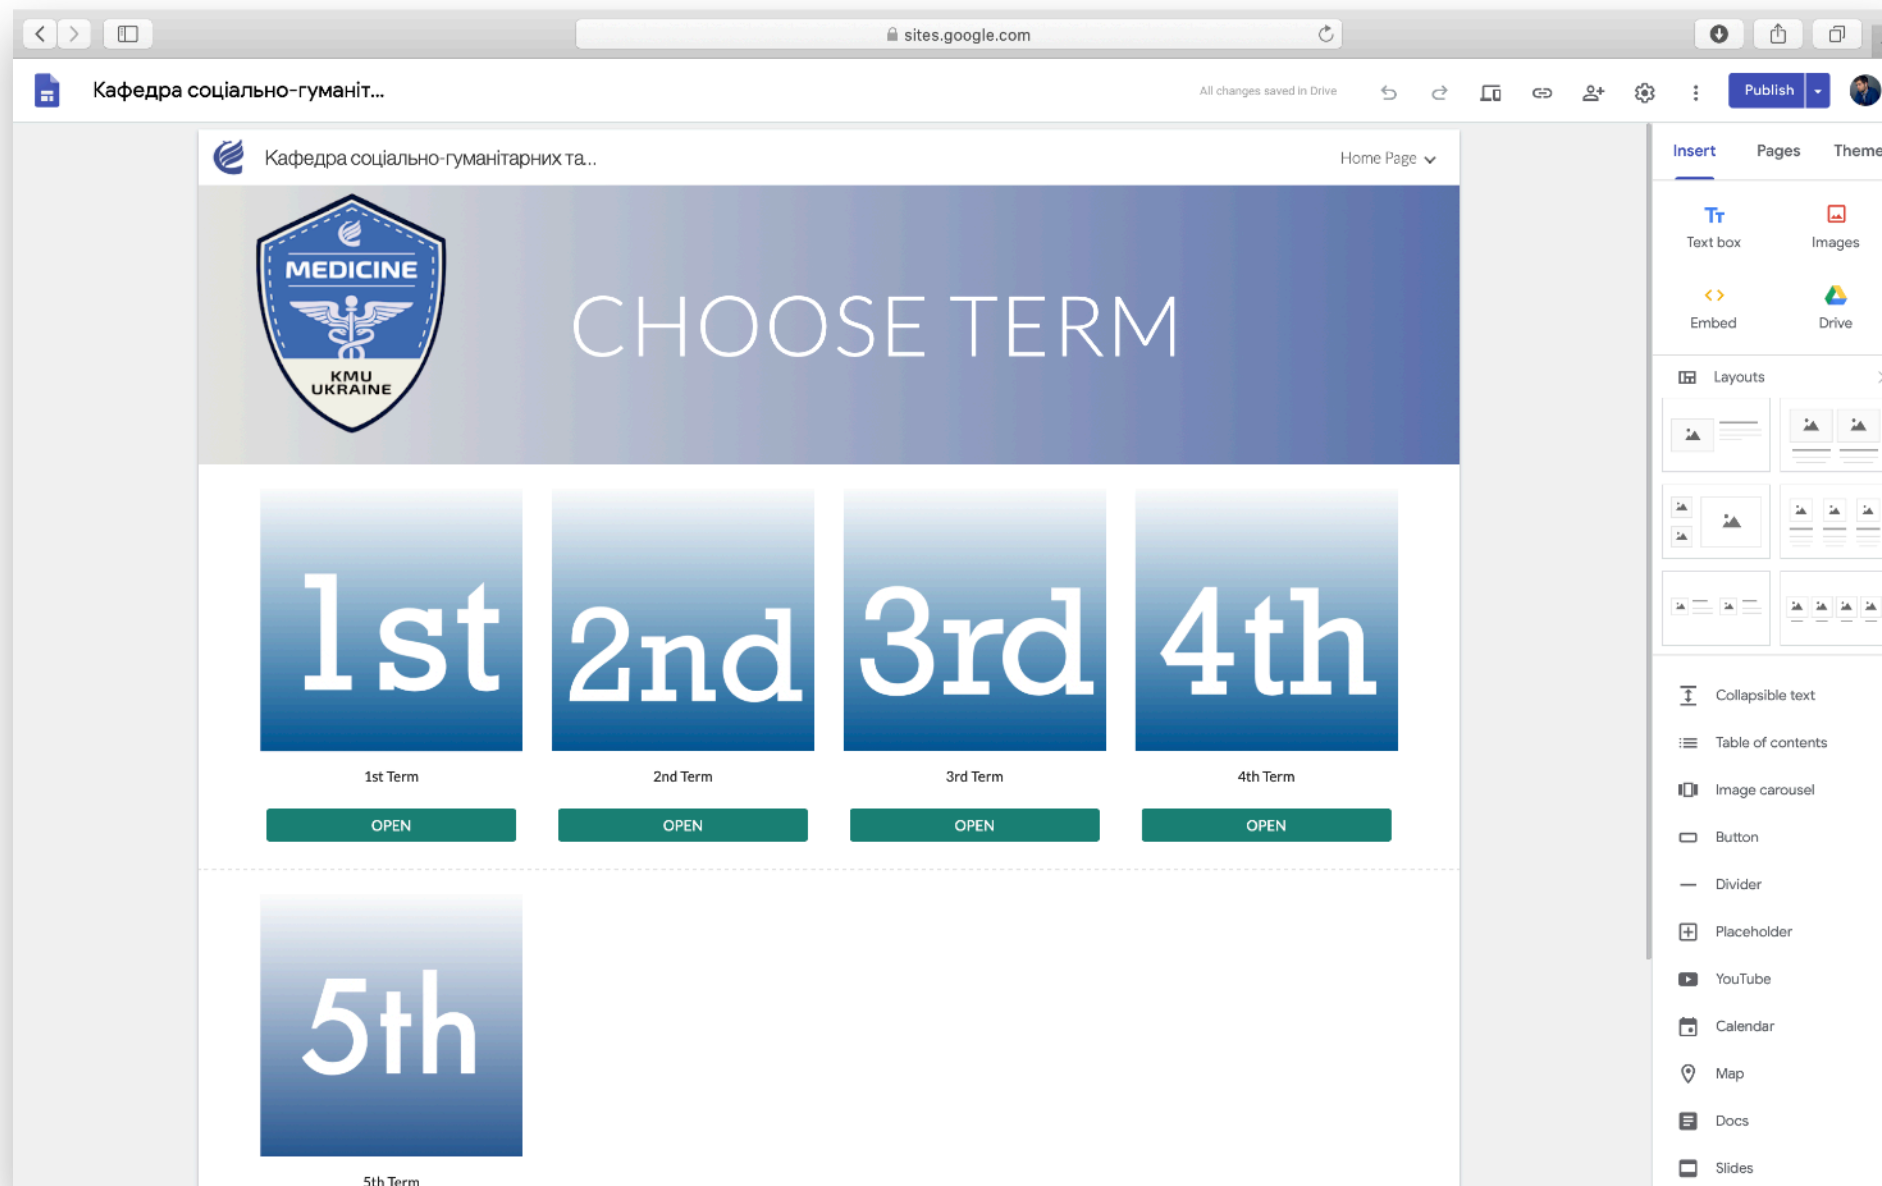 sites.google.com
Кафедра соціально-гуманіт...
All changes saved in Drive
Publish
Кафедра соціально-гуманітарних та...
Home Page
Insert Pages Theme
MEDICINE
KMU
UKRAINE
CHOOSE TERM
Text box Images
Embed Drive
Layouts
1st 2nd 3rd 4th
1st Term 2nd Term 3rd Term 4th Term
OPEN OPEN OPEN OPEN
5th
5th Term
Collapsible text
Table of contents
Image carousel
Button
Divider
Placeholder
YouTube
Calendar
Map
Docs
Slides